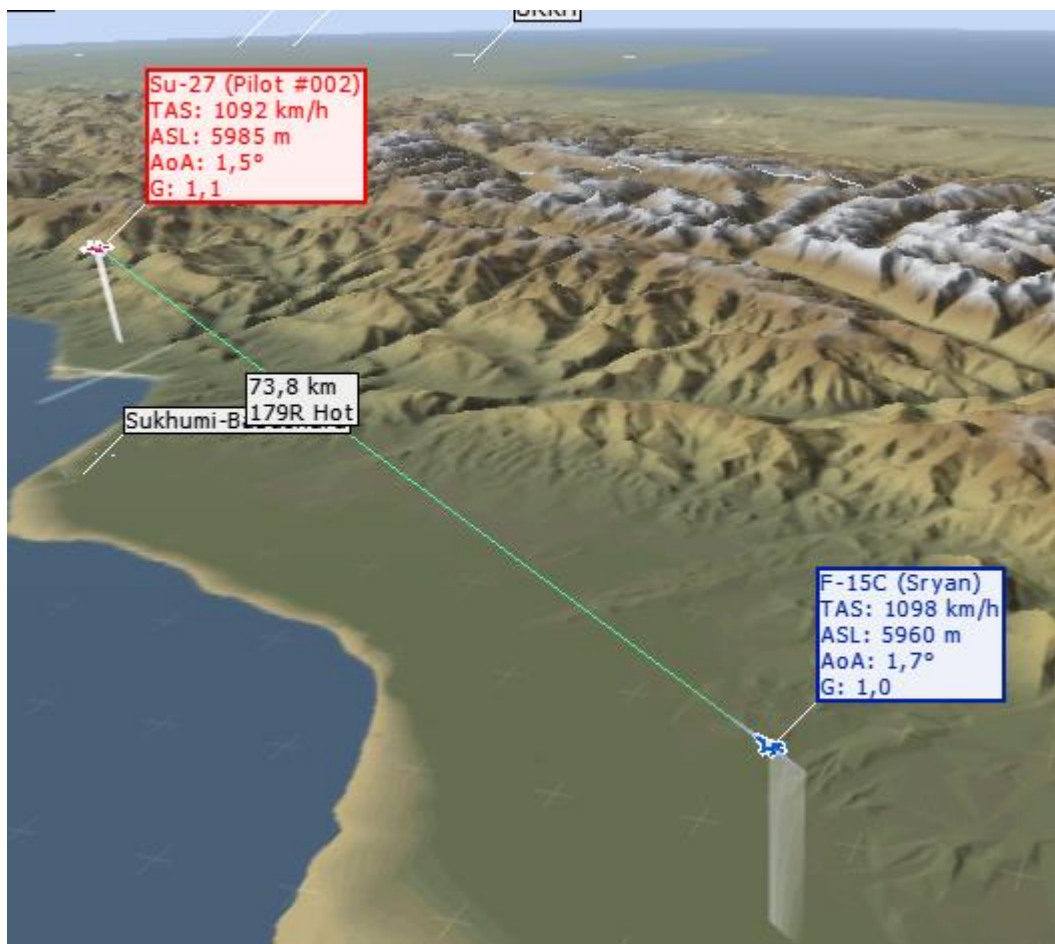 Su-27 (Pilot #002)
TAS: 1092 km/h
ASL: 5985 m
AoA: 1,5°
G: 1,1
73,8 km
179R Hot
F-15C (Sryan)
TAS: 1098 km/h
ASL: 5960 m
AoA: 1,7°
G: 1,0